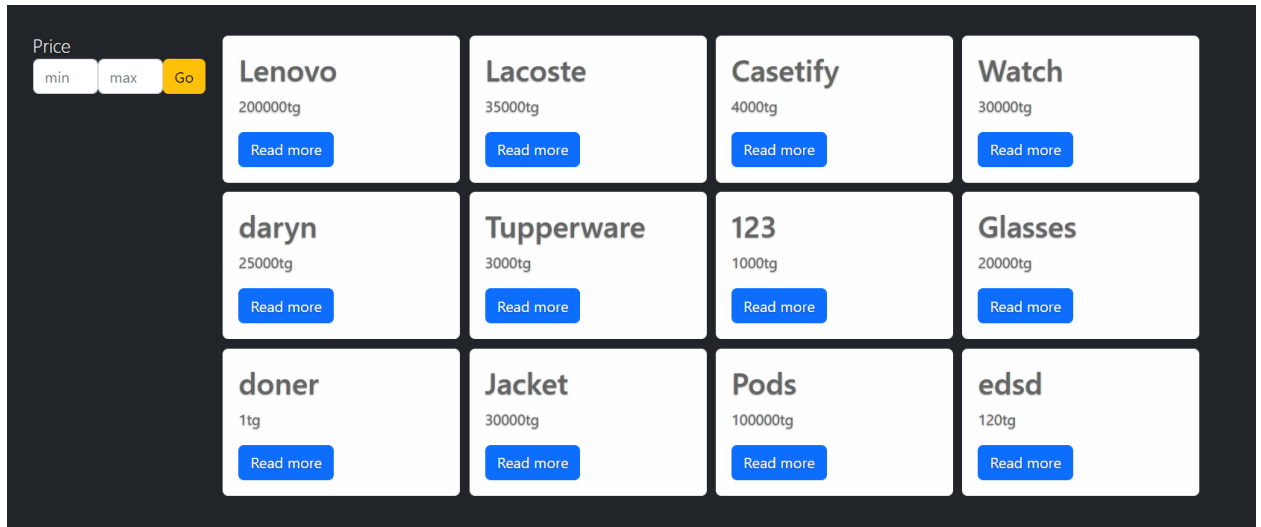 Price
min max Go
Lenovo
200000tg
Read more
Lacoste
35000tg
Read more
Casetify
4000tg
Read more
Watch
30000tg
Read more
daryn
25000tg
Read more
Tupperware
3000tg
Read more
123
1000tg
Read more
Glasses
20000tg
Read more
doner
1tg
Read more
Jacket
30000tg
Read more
Pods
100000tg
Read more
edsd
120tg
Read more